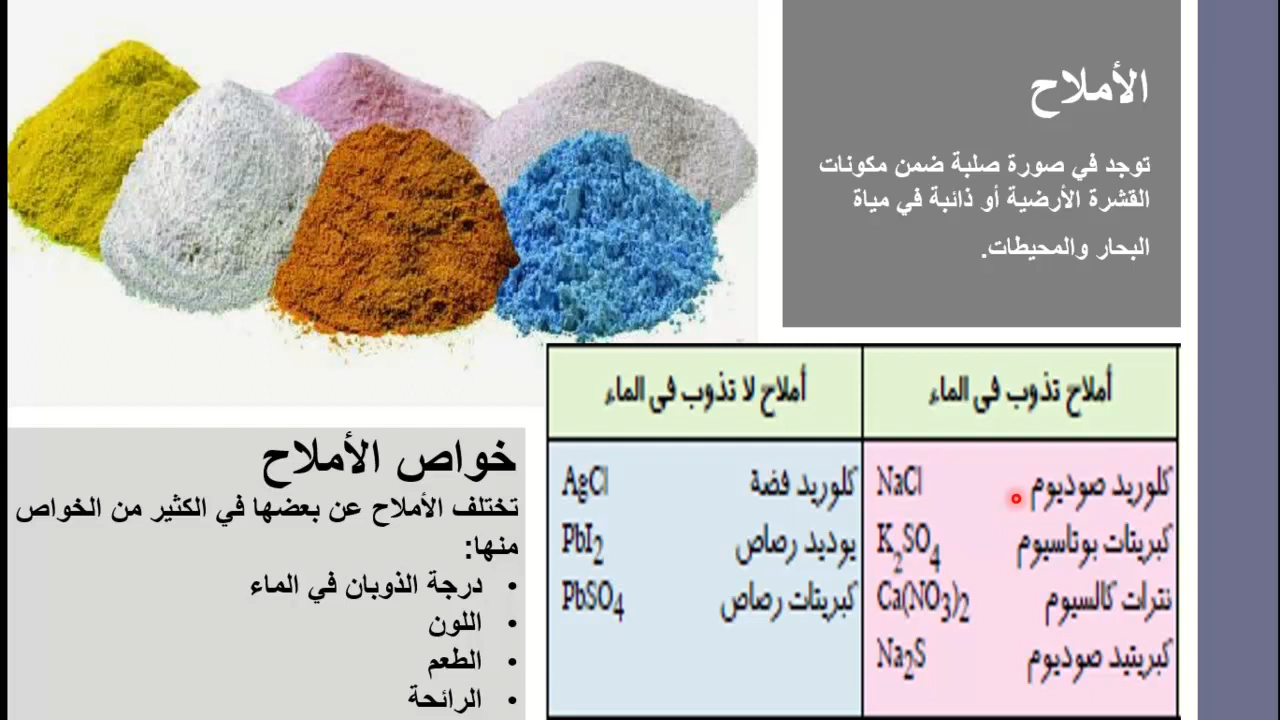 الأملاح
توجد في صورة صلبة ضمن مكونات
القشرة الأرضية أو ذائبة في مياة
البحار والمحيطات.
أملاح تذوب فى الماء
أملاح لا تذوب فى الماء
كلوريد صوديوم NaCl
كلوريد فضة AgCl
كبريتات بوتاسيوم K₂SO₄
يوديد رصاص PbI₂
نترات كالسيوم Ca(NO₃)₂
كبريتات رصاص PbSO₄
كبريتيد صوديوم Na₂S
خواص الأملاح
تختلف الأملاح عن بعضها في الكثير من الخواص
منها:
• درجة الذوبان في الماء
• اللون
• الطعم
• الرائحة